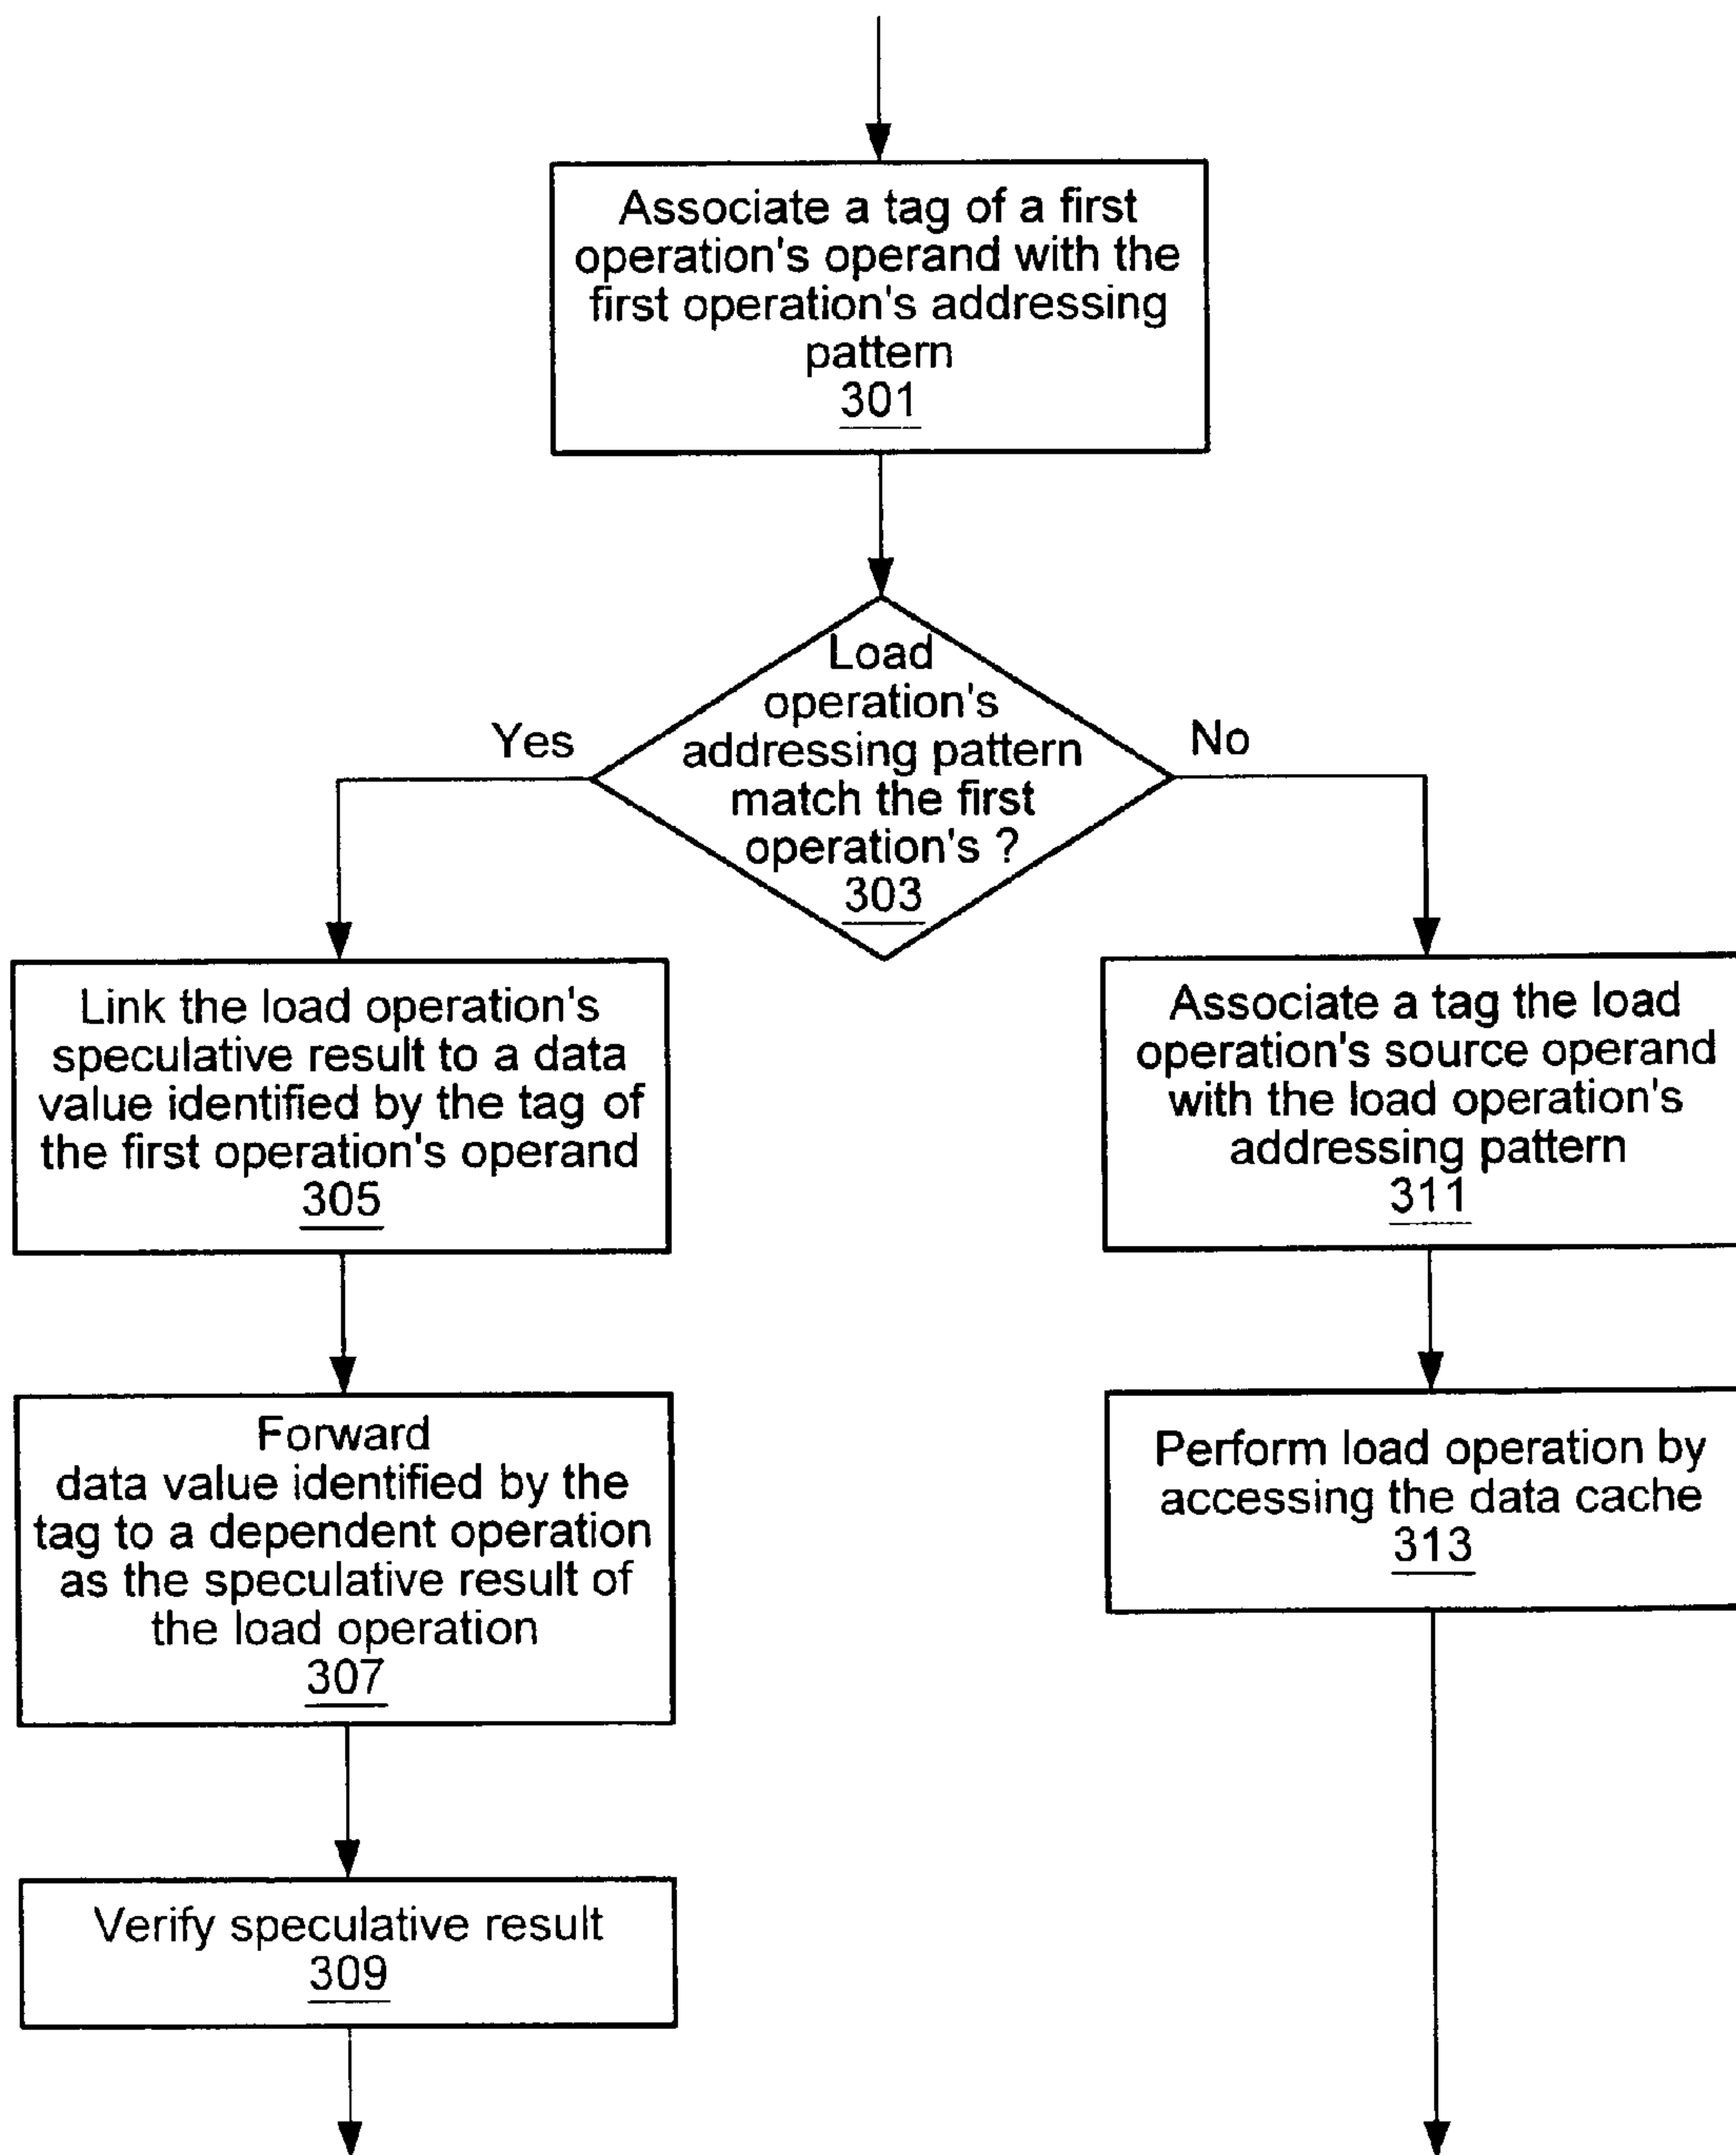 Associate a tag of a first
operation's operand with the
first operation's addressing
pattern
301
Load
operation's
addressing pattern
match the first
operation's ?
303
Yes
No
Link the load operation's
speculative result to a data
value identified by the tag of
the first operation's operand
305
Associate a tag the load
operation's source operand
with the load operation's
addressing pattern
311
Forward
data value identified by the
tag to a dependent operation
as the speculative result of
the load operation
307
Perform load operation by
accessing the data cache
313
Verify speculative result
309